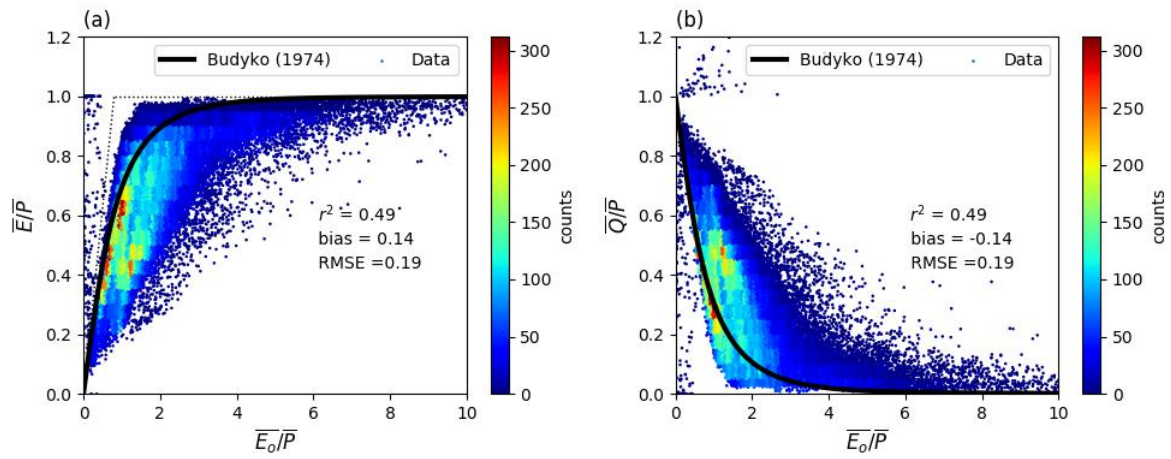 (a)
Budyko (1974)
Data
1.2
1.0
0.8
0.6
0.4
0.2
0.0
E̅/P̅
r² = 0.49
bias = 0.14
RMSE =0.19
0 2 4 6 8 10
E̅ₒ/P̅
300
250
200
150
100
50
0
counts
(b)
Budyko (1974)
Data
1.2
1.0
0.8
0.6
0.4
0.2
0.0
Q̅/P̅
r² = 0.49
bias = -0.14
RMSE =0.19
0 2 4 6 8 10
E̅ₒ/P̅
300
250
200
150
100
50
0
counts